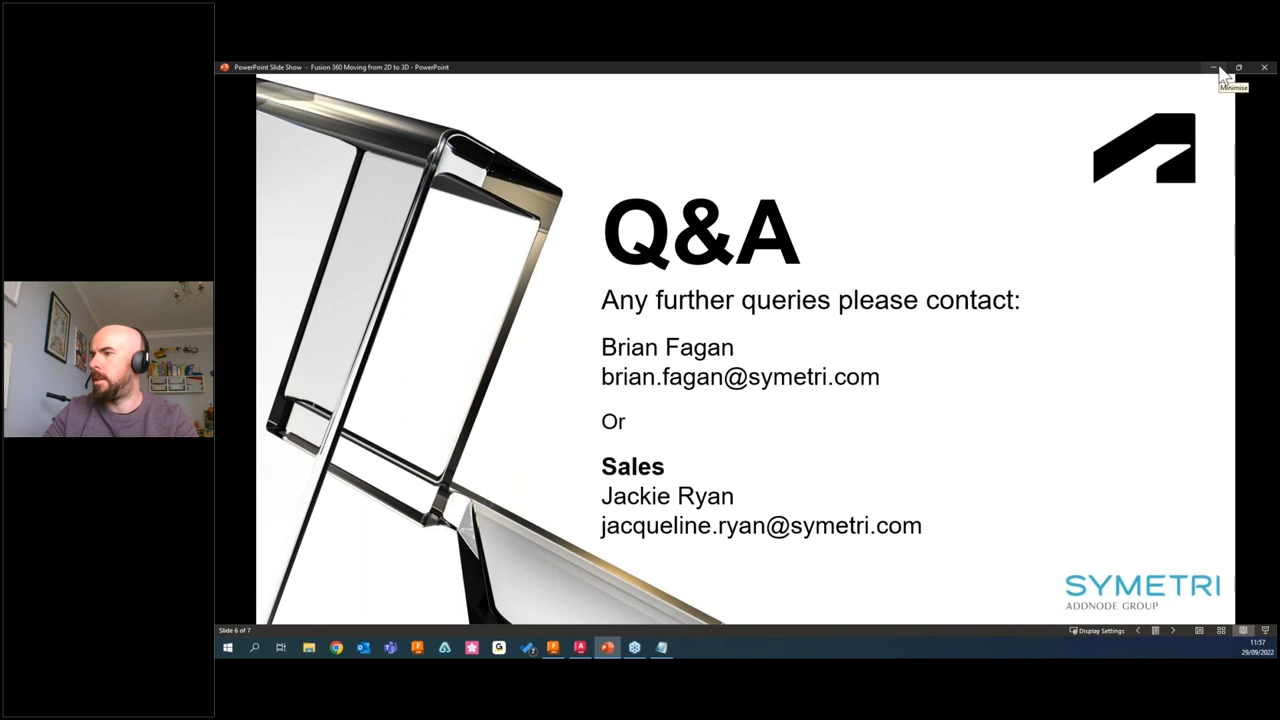 PowerPoint Slide Show - Fusion 360 Moving from 2D to 3D - PowerPoint
Minimise
Q&A
Any further queries please contact:
Brian Fagan
brian.fagan@symetri.com
Or
Sales
Jackie Ryan
jacqueline.ryan@symetri.com
SYMETRI
ADDNODE GROUP
Slide 6 of 7
Display Settings
11:57
29/09/2022